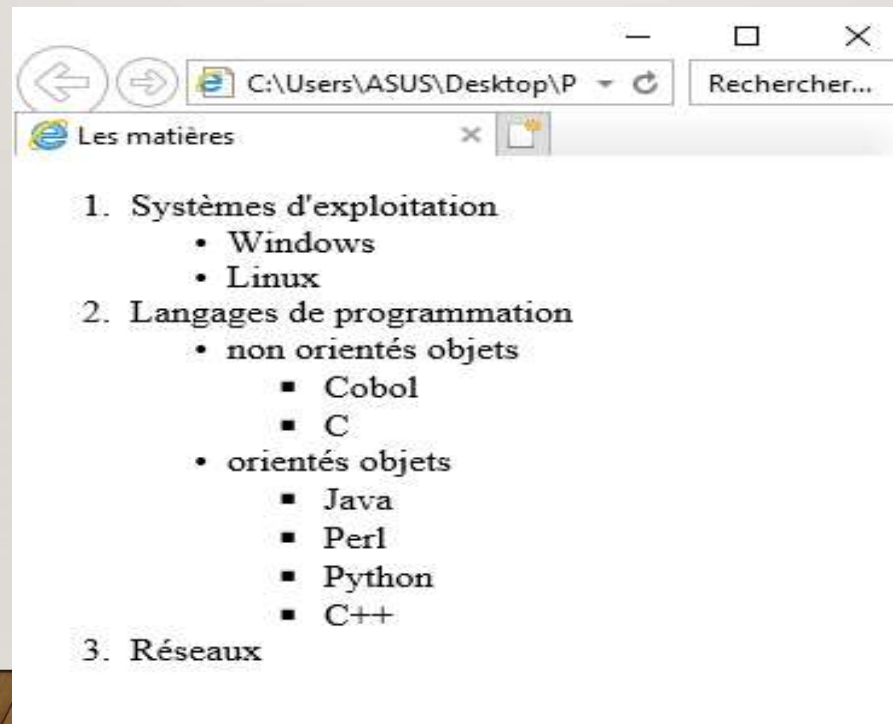 C:\Users\ASUS\Desktop\P
Rechercher...
Les matières
1. Systèmes d'exploitation
• Windows
• Linux
2. Langages de programmation
• non orientés objets
▪ Cobol
▪ C
• orientés objets
▪ Java
▪ Perl
▪ Python
▪ C++
3. Réseaux